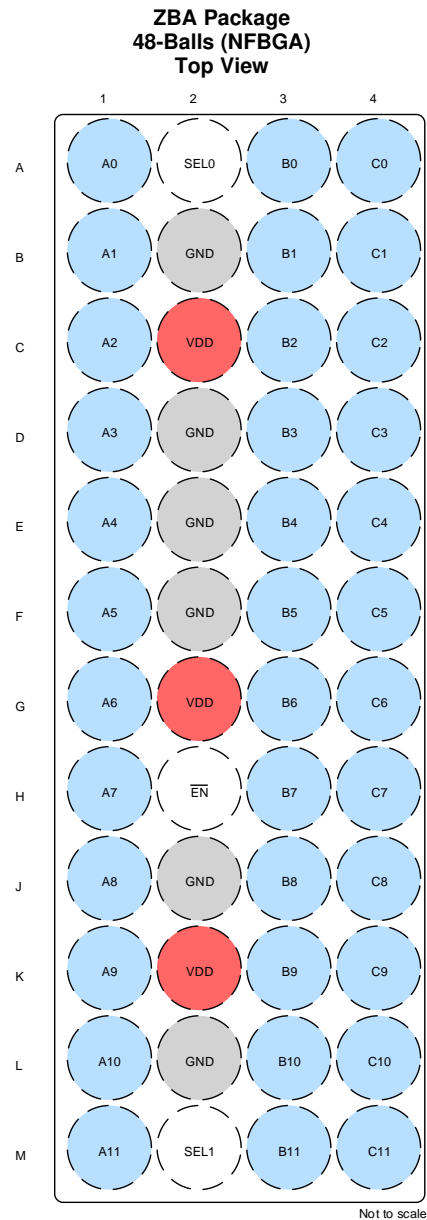 ZBA Package
48-Balls (NFBGA)
Top View
1 2 3 4
A A0 SEL0 B0 C0
B A1 GND B1 C1
C A2 VDD B2 C2
D A3 GND B3 C3
E A4 GND B4 C4
F A5 GND B5 C5
G A6 VDD B6 C6
H A7 E̅N̅ B7 C7
J A8 GND B8 C8
K A9 VDD B9 C9
L A10 GND B10 C10
M A11 SEL1 B11 C11
Not to scale